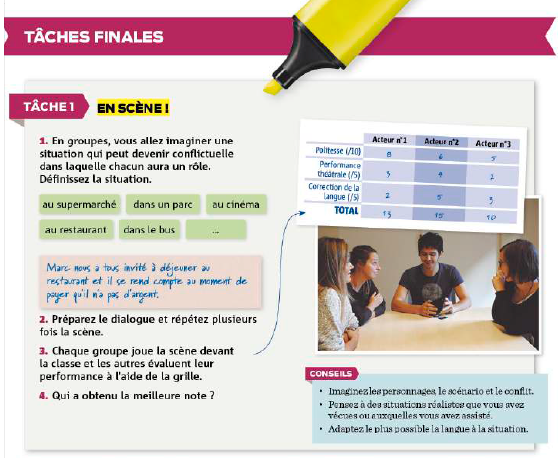 TÂCHES FINALES
TÂCHE 1 EN SCÈNE !
1. En groupes, vous allez imaginer une
situation qui peut devenir conflictuelle
dans laquelle chacun aura un rôle.
Définissez la situation.
au supermarché
dans un parc
au cinéma
au restaurant
dans le bus
...
Marc nous a tous invité à déjeuner au
restaurant et il se rend compte au moment de
payer qu'il n'a pas d'argent.
2. Préparez le dialogue et répétez plusieurs
fois la scène.
3. Chaque groupe joue la scène devant
la classe et les autres évaluent leur
performance à l'aide de la grille.
4. Qui a obtenu la meilleure note ?
Acteur n°1 Acteur n°2 Acteur n°3
Politesse (/10) 8 6 5
Performance
théâtrale (/5) 3 4 2
Correction de la
langue (/5) 2 5 3
TOTAL 13 15 10
CONSEILS
• Imaginez les personnages, le scénario et le conflit.
• Pensez à des situations réalistes que vous avez
vécues ou auxquelles vous avez assisté.
• Adaptez le plus possible la langue à la situation.